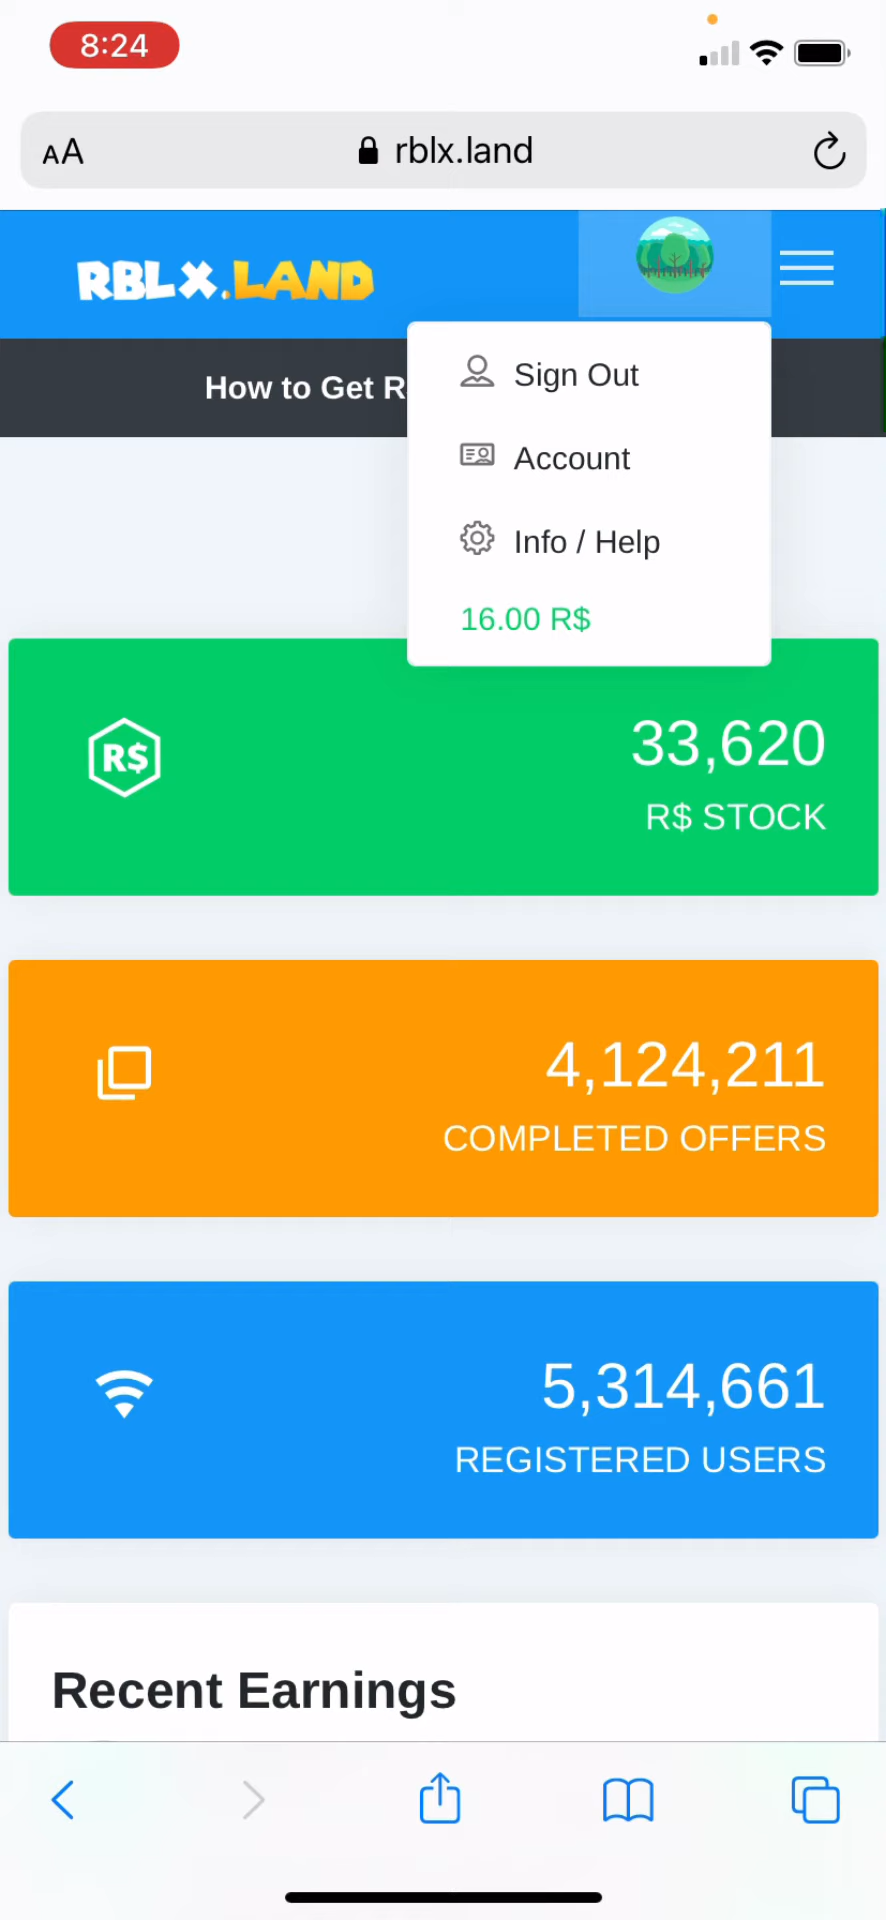 8:24
AA rblx.land
RBLX.LAND
How to Get R
Sign Out
Account
Info / Help
16.00 R$
R$
33,620
R$ STOCK
4,124,211
COMPLETED OFFERS
5,314,661
REGISTERED USERS
Recent Earnings